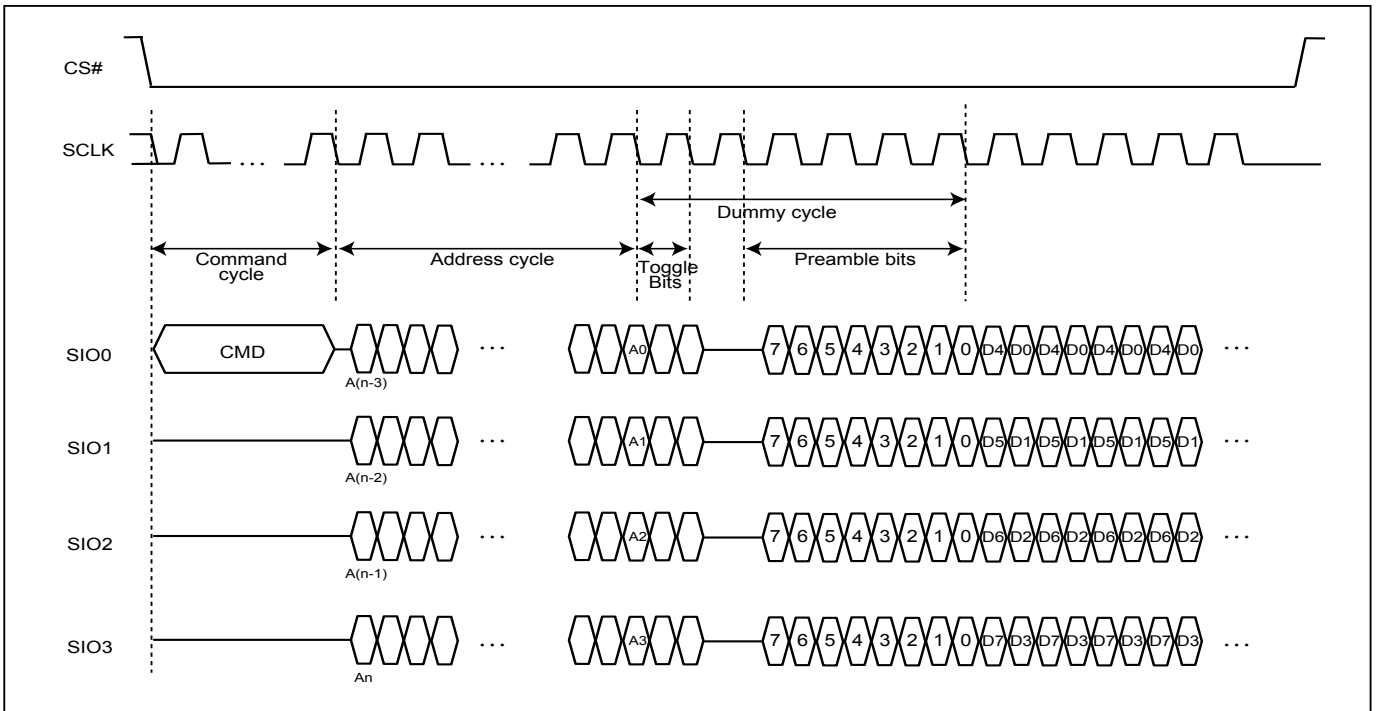 CS#
SCLK
... ... ...
Dummy cycle
Command
cycle
Address cycle
Toggle
Bits
Preamble bits
SIO0 CMD ... A0 7 6 5 4 3 2 1 0 D4 D0 D4 D0 D4 D0 D4 D0 ...
A(n-3)
SIO1 ... A1 7 6 5 4 3 2 1 0 D5 D1 D5 D1 D5 D1 D5 D1 ...
A(n-2)
SIO2 ... A2 7 6 5 4 3 2 1 0 D6 D2 D6 D2 D6 D2 D6 D2 ...
A(n-1)
SIO3 ... A3 7 6 5 4 3 2 1 0 D7 D3 D7 D3 D7 D3 D7 D3 ...
An